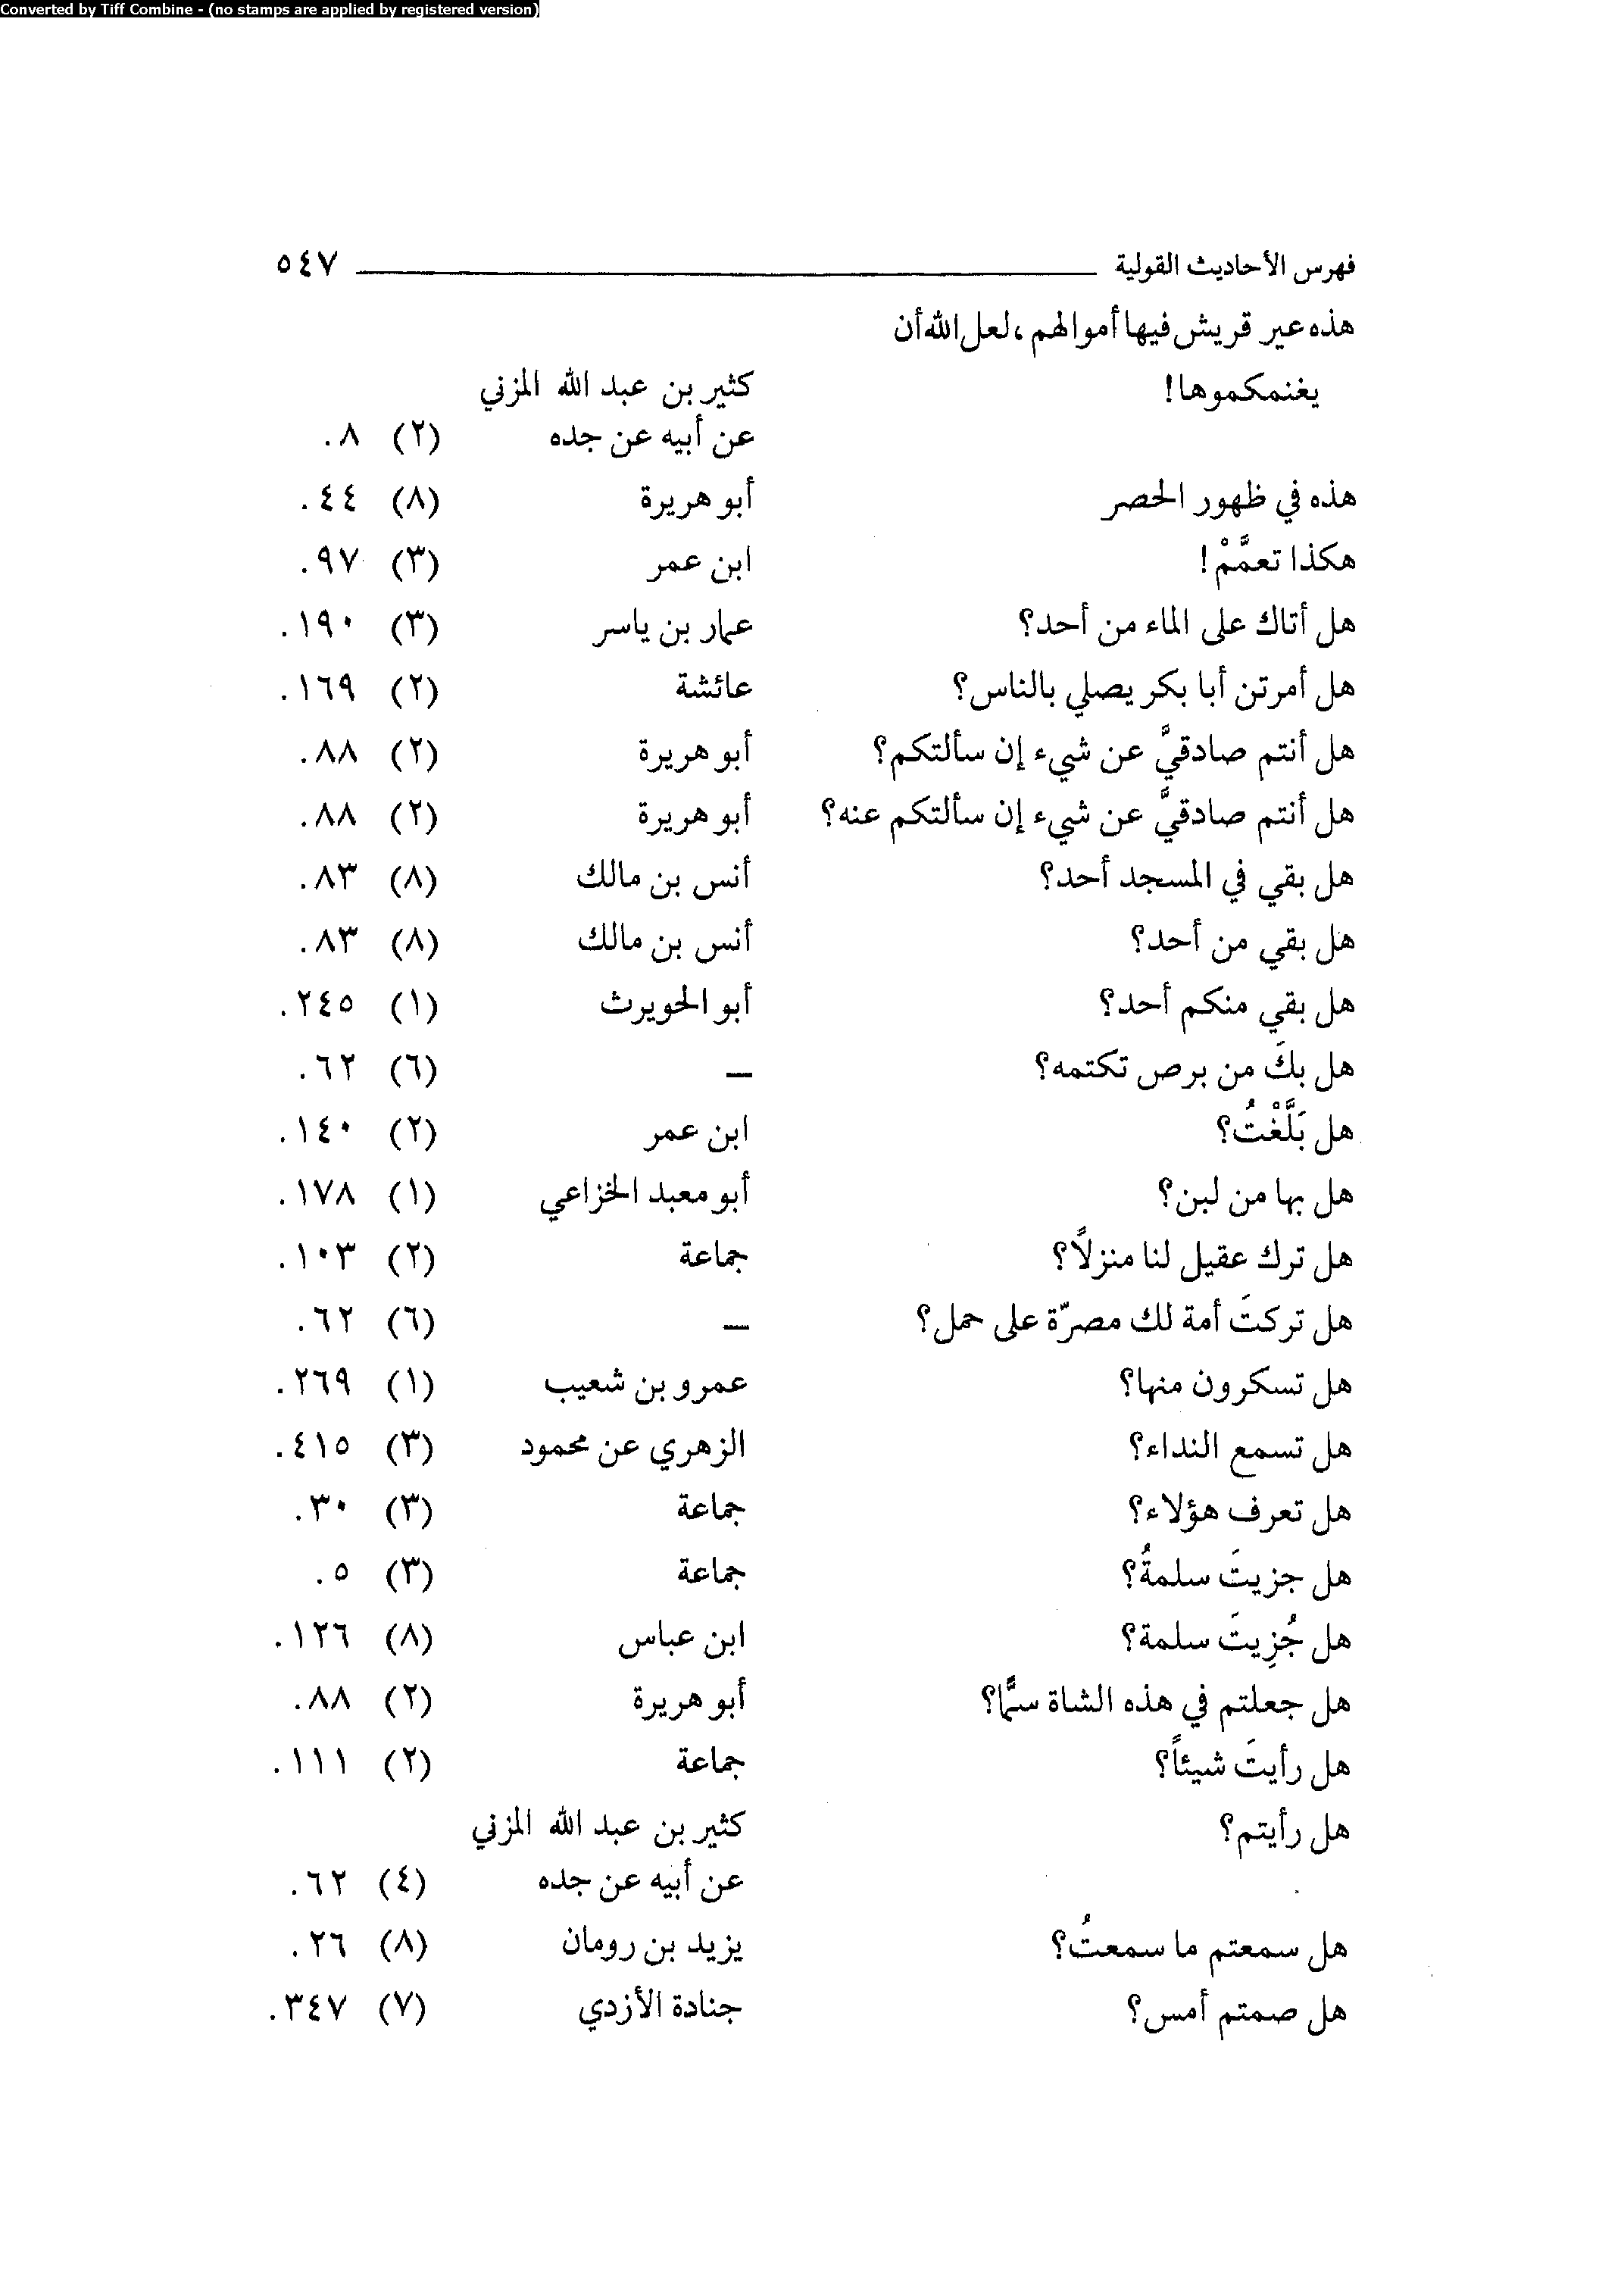 Converted by Tiff Combine - (no stamps are applied by registered version)
فهرس الأحاديث القولية ٥٤٧
هذه عير قريش فيها أموالهم، لعل الله أن
يغنمكموها! كثير بن عبد الله المزني
عن أبيه عن جده (٢) ٨.
هذه في ظهور الحصر أبو هريرة (٨) ٤٤.
هكذا تعمَّمْ! ابن عمر (٣) ٩٧.
هل أتاك على الماء من أحد؟ عمار بن ياسر (٣) ١٩٠.
هل أمرتن أبا بكر يصلي بالناس؟ عائشة (٢) ١٦٩.
هل أنتم صادقيَّ عن شيء إن سألتكم؟ أبو هريرة (٢) ٨٨.
هل أنتم صادقيَّ عن شيء إن سألتكم عنه؟ أبو هريرة (٢) ٨٨.
هل بقي في المسجد أحد؟ أنس بن مالك (٨) ٨٣.
هل بقي من أحد؟ أنس بن مالك (٨) ٨٣.
هل بقي منكم أحد؟ أبو الحويرث (١) ٢٤٥.
هل بكَ من برص تكتمه؟ — (٦) ٦٢.
هل بَلَّغْتُ؟ ابن عمر (٢) ١٤٠.
هل بها من لبن؟ أبو معبد الخزاعي (١) ١٧٨.
هل ترك عقيل لنا منزلاً؟ جماعة (٢) ١٠٣.
هل تركتَ أمة لك مصرّة على حمل؟ — (٦) ٦٢.
هل تسكرون منها؟ عمرو بن شعيب (١) ٢٦٩.
هل تسمع النداء؟ الزهري عن محمود (٣) ٤١٥.
هل تعرف هؤلاء؟ جماعة (٣) ٣٠.
هل جزيتَ سلمةُ؟ جماعة (٣) ٥.
هل جُزِيتَ سلمة؟ ابن عباس (٨) ١٢٦.
هل جعلتم في هذه الشاة سمًّا؟ أبو هريرة (٢) ٨٨.
هل رأيتَ شيئاً؟ جماعة (٢) ١١١.
هل رأيتم؟ كثير بن عبد الله المزني
عن أبيه عن جده (٤) ٦٢.
هل سمعتم ما سمعتُ؟ يزيد بن رومان (٨) ٢٦.
هل صمتم أمس؟ جنادة الأزدي (٧) ٣٤٧.